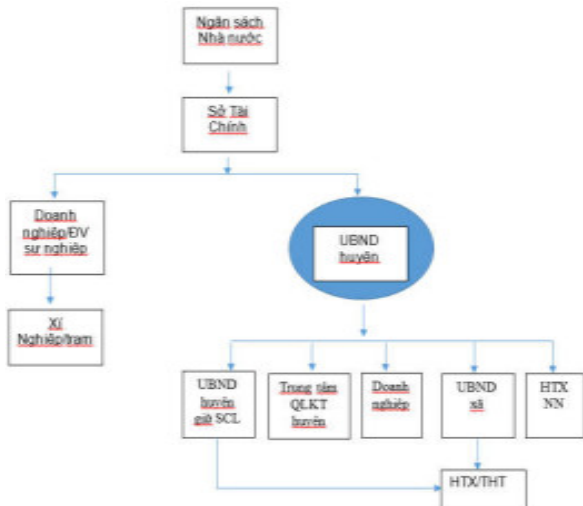 Ngân sách
Nhà nước
Sở Tài
Chính
Doanh
nghiệp/ĐV
sự nghiệp
UBND
huyện
Xí
Nghiệp/trạm
UBND
huyện
giữ SCL
Trung tâm
QLKT
huyện
Doanh
nghiệp
UBND
xã
HTX
NN
HTX/THT